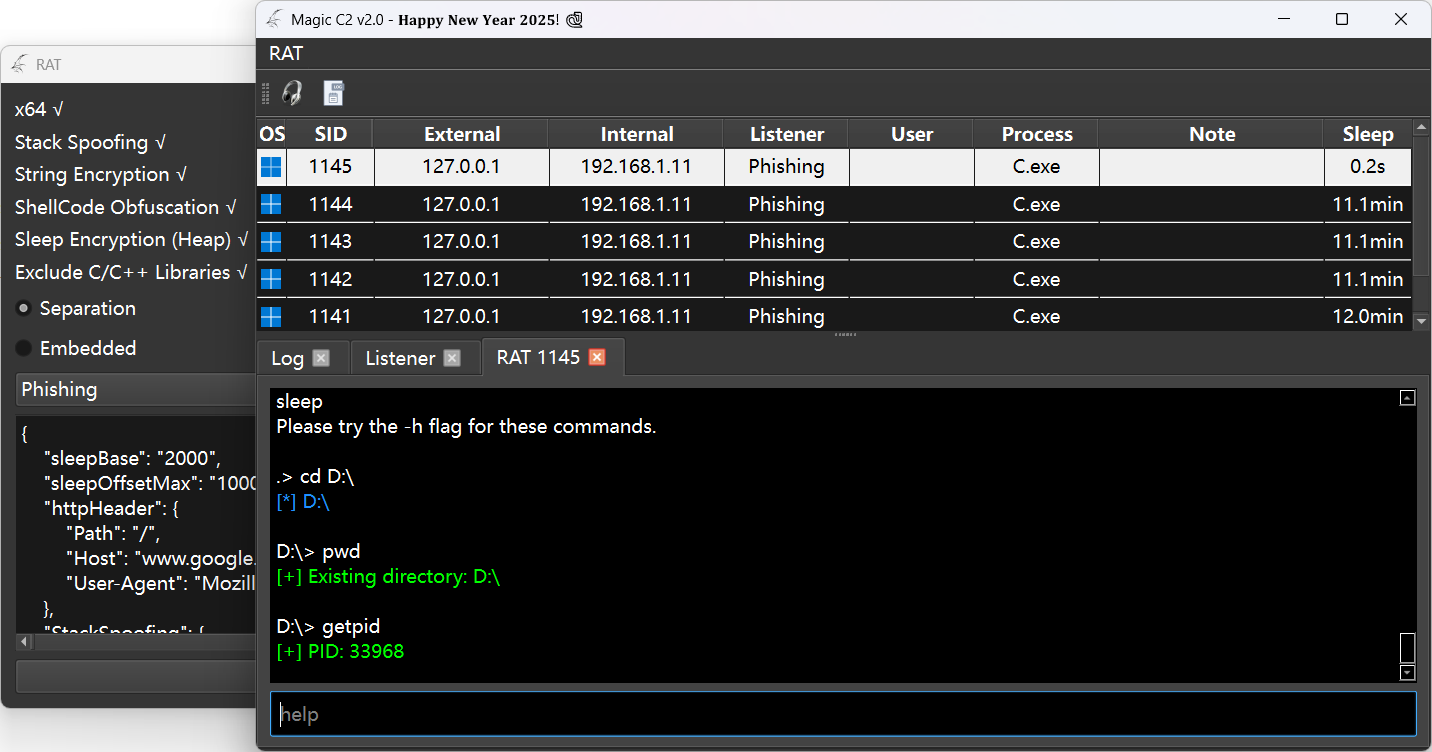 RAT
x64 √
Stack Spoofing √
String Encryption √
ShellCode Obfuscation √
Sleep Encryption (Heap) √
Exclude C/C++ Libraries √
Separation
Embedded
Phishing
{
"sleepBase": "2000",
"sleepOffsetMax": "1000
"httpHeader": {
"Path": "/",
"Host": "www.google.
"User-Agent": "Mozill
},
"StackSpoofing": {
Magic C2 v2.0 - Happy New Year 2025!
RAT
OS SID External Internal Listener User Process Note Sleep
1145 127.0.0.1 192.168.1.11 Phishing C.exe 0.2s
1144 127.0.0.1 192.168.1.11 Phishing C.exe 11.1min
1143 127.0.0.1 192.168.1.11 Phishing C.exe 11.1min
1142 127.0.0.1 192.168.1.11 Phishing C.exe 11.1min
1141 127.0.0.1 192.168.1.11 Phishing C.exe 12.0min
Log Listener RAT 1145
sleep
Please try the -h flag for these commands.
.> cd D:\
[*] D:\
D:\> pwd
[+] Existing directory: D:\
D:\> getpid
[+] PID: 33968
help